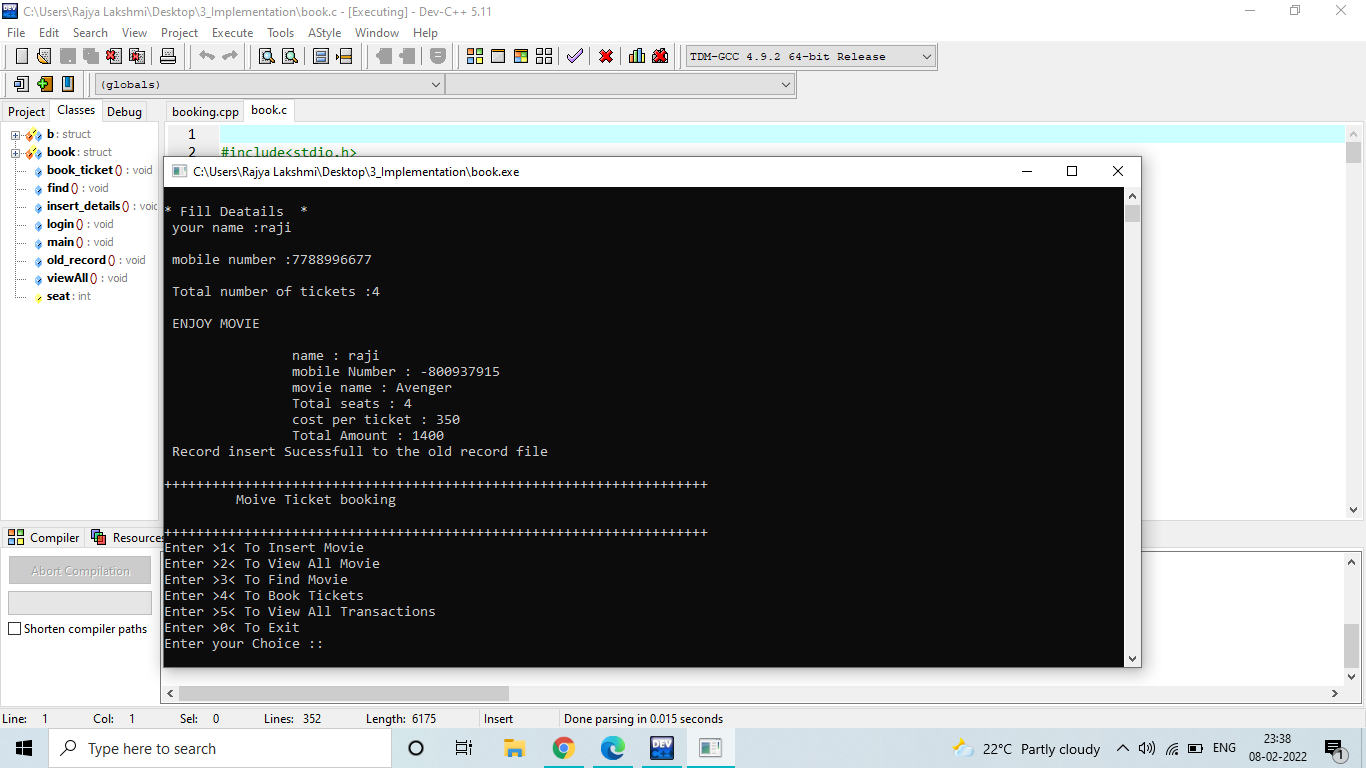 C:\Users\Rajya Lakshmi\Desktop\3_Implementation\book.c - [Executing] - Dev-C++ 5.11
File Edit Search View Project Execute Tools AStyle Window Help
TDM-GCC 4.9.2 64-bit Release
(globals)
Project Classes Debug booking.cpp book.c
b : struct
book : struct
book_ticket () : void
find () : void
insert_details () : voic
login () : void
main () : void
old_record () : void
viewAll () : void
seat : int
1
2 #include<stdio.h>
C:\Users\Rajya Lakshmi\Desktop\3_Implementation\book.exe
* Fill Deatails *
your name :raji
mobile number :7788996677
Total number of tickets :4
ENJOY MOVIE
name : raji
mobile Number : -800937915
movie name : Avenger
Total seats : 4
cost per ticket : 350
Total Amount : 1400
Record insert Sucessfull to the old record file
++++++++++++++++++++++++++++++++++++++++++++++++++++++++++++++++++++
Moive Ticket booking
++++++++++++++++++++++++++++++++++++++++++++++++++++++++++++++++++++
Enter >1< To Insert Movie
Enter >2< To View All Movie
Enter >3< To Find Movie
Enter >4< To Book Tickets
Enter >5< To View All Transactions
Enter >0< To Exit
Enter your Choice ::
Compiler Resources
Abort Compilation
Shorten compiler paths
Line: 1 Col: 1 Sel: 0 Lines: 352 Length: 6175 Insert Done parsing in 0.015 seconds
Type here to search
DEV
22°C Partly cloudy
ENG
23:38
08-02-2022
1